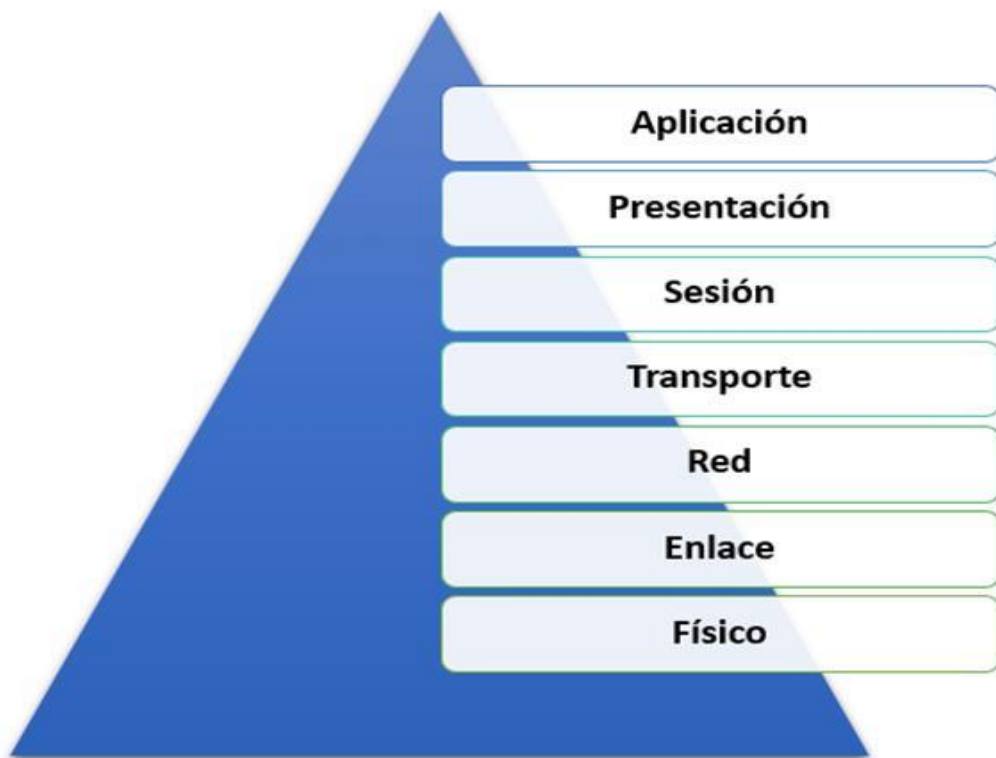 Aplicación
Presentación
Sesión
Transporte
Red
Enlace
Físico